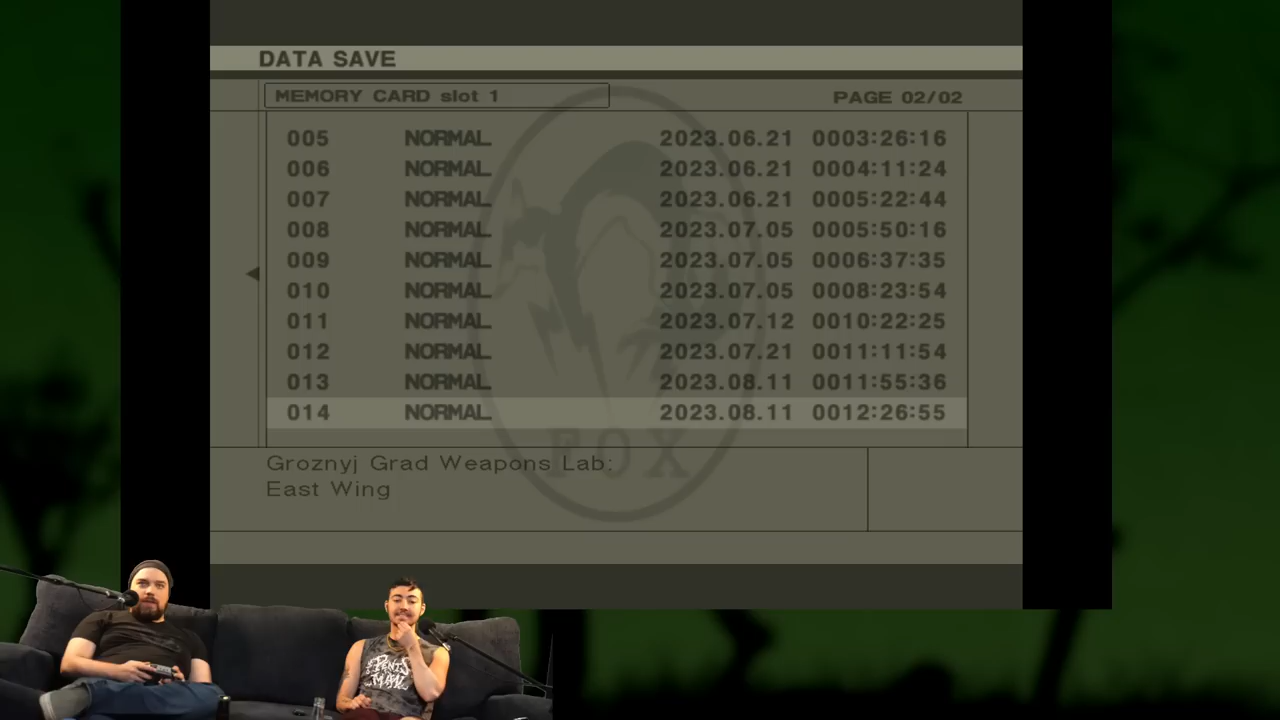 DATA SAVE
MEMORY CARD slot 1
PAGE 02/02
005 NORMAL 2023.06.21 0003:26:16
006 NORMAL 2023.06.21 0004:11:24
007 NORMAL 2023.06.21 0005:22:44
008 NORMAL 2023.07.05 0005:50:16
009 NORMAL 2023.07.05 0006:37:35
010 NORMAL 2023.07.05 0008:23:54
011 NORMAL 2023.07.12 0010:22:25
012 NORMAL 2023.07.21 0011:11:54
013 NORMAL 2023.08.11 0011:55:36
014 NORMAL 2023.08.11 0012:26:55
FOX
Groznyj Grad Weapons Lab:
East Wing
PENIS
MAN